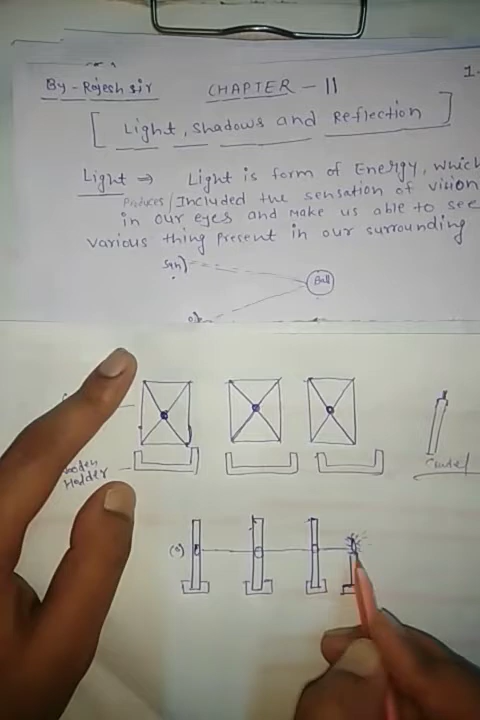 By - Rajesh sir CHAPTER - 11
[ Light, Shadows and Reflection ]
Light ⇒ Light is form of Energy, which
Produces / Included the sensation of vision
in our eyes and make us able to see
various thing present in our surrounding
Ball
Holder
Candel
(a)